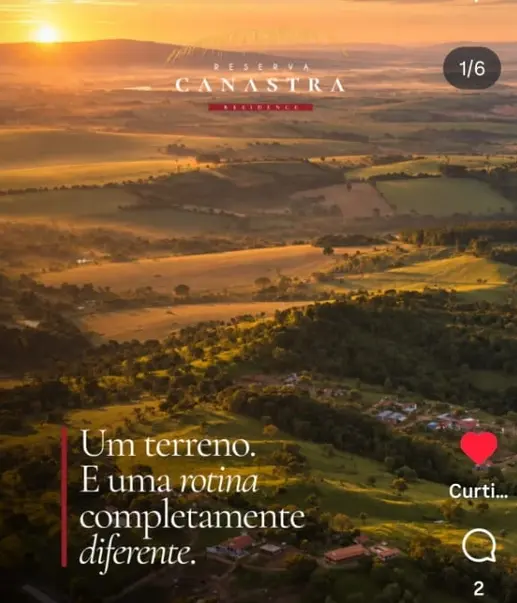 1/6
RESERVA
CANASTRA
RESIDENCE
Um terreno.
E uma rotina
completamente
diferente.
Curti...
2